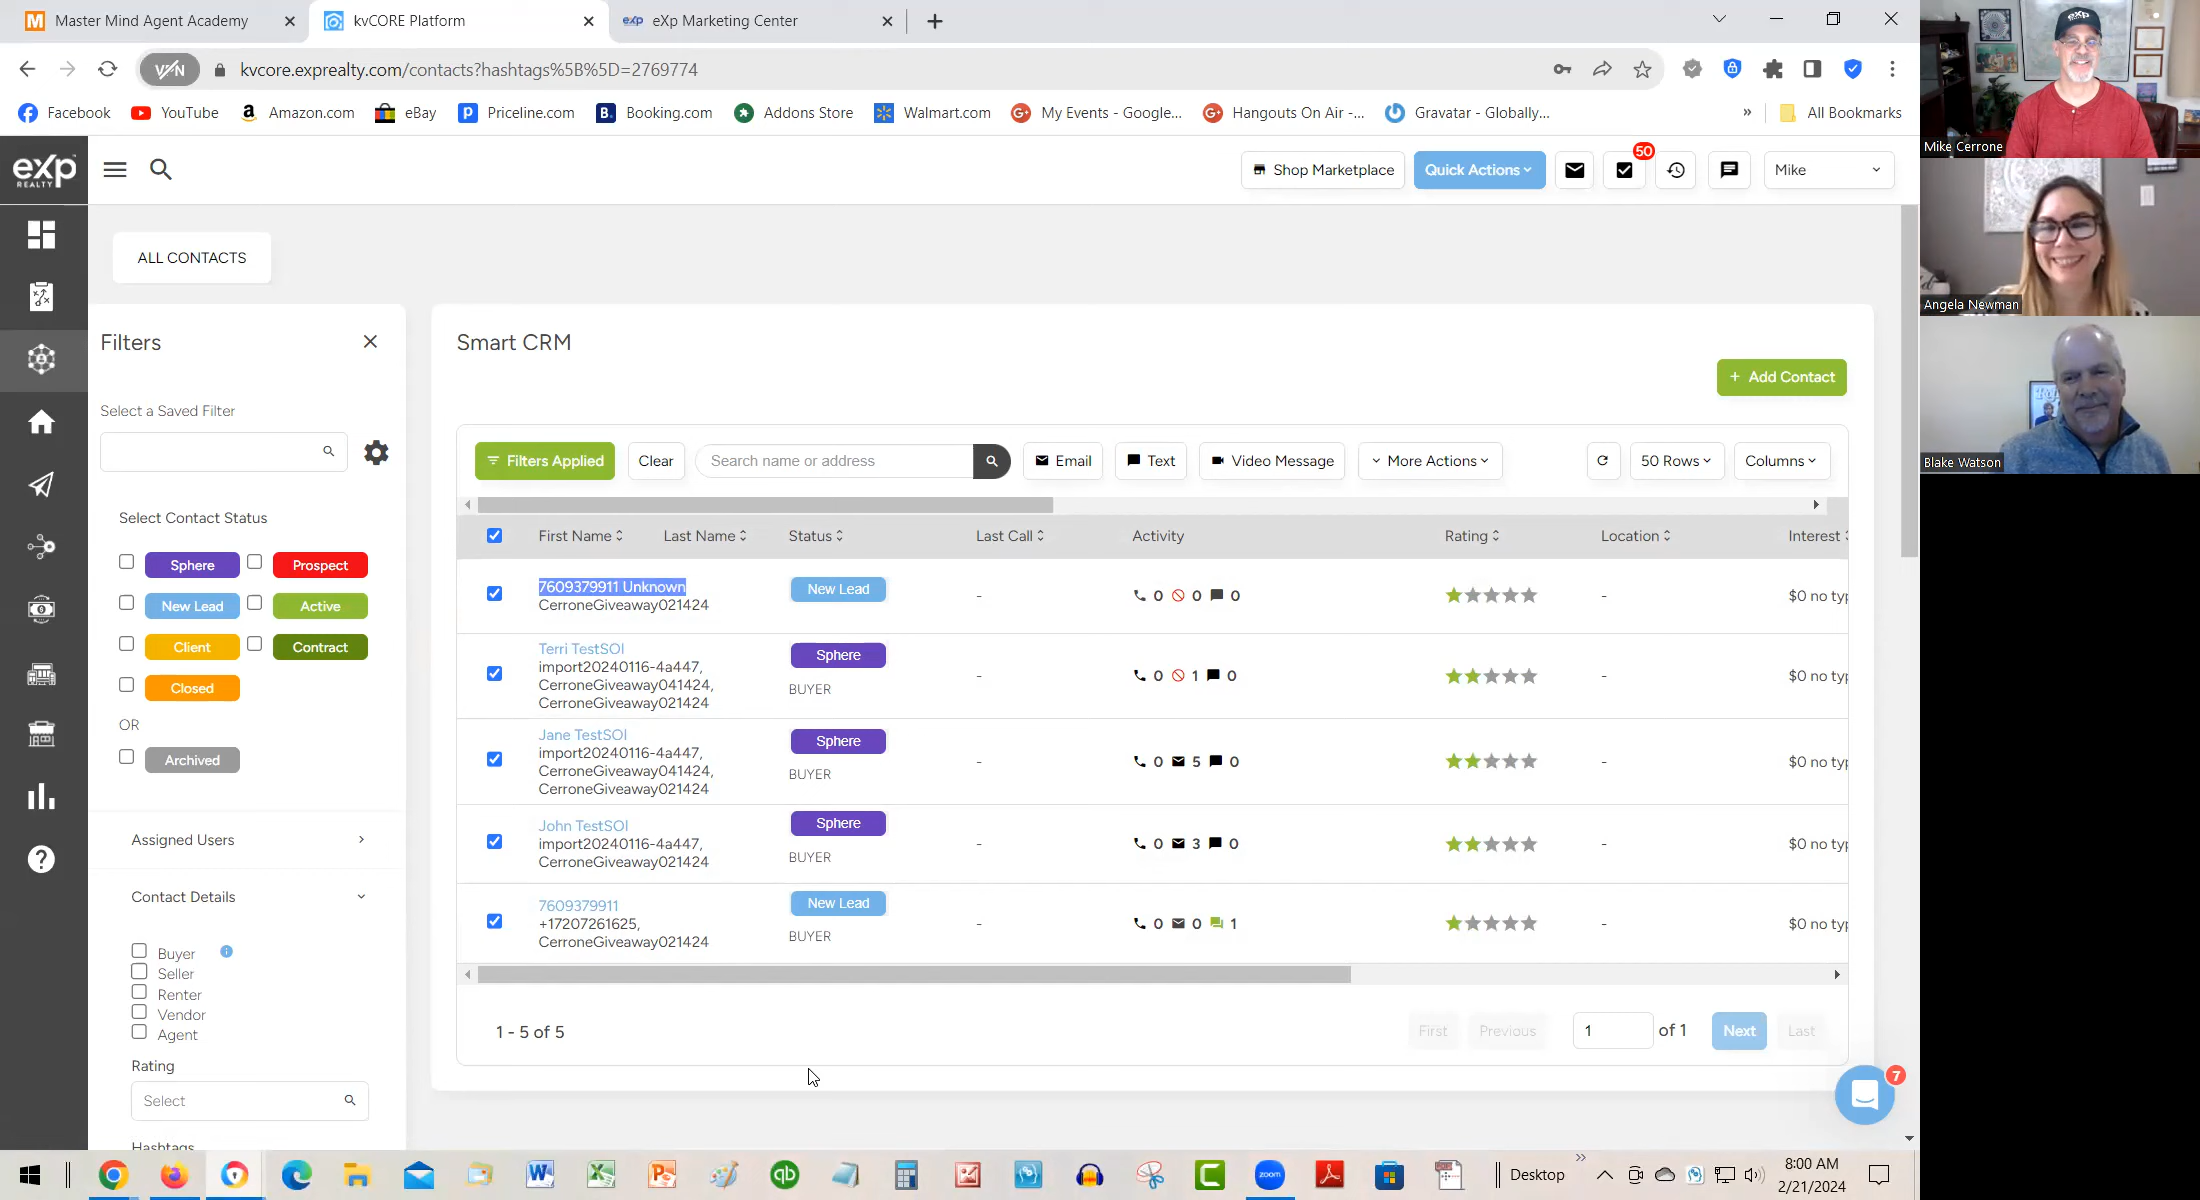 Master Mind Agent Academy
kvCORE Platform
eXp Marketing Center
VPN
kvcore.exprealty.com/contacts?hashtags%5B%5D=2769774
Facebook
YouTube
Amazon.com
eBay
Priceline.com
Booking.com
Addons Store
Walmart.com
My Events - Google...
Hangouts On Air -...
Gravatar - Globally...
»
All Bookmarks
eXp
REALTY
Shop Marketplace
Quick Actions
50
Mike
ALL CONTACTS
Filters
Select a Saved Filter
Select Contact Status
Sphere
Prospect
New Lead
Active
Client
Contract
Closed
OR
Archived
Assigned Users
Contact Details
Buyer
Seller
Renter
Vendor
Agent
Rating
Select
Hashtags
Smart CRM
+ Add Contact
Filters Applied
Clear
Search name or address
Email
Text
Video Message
More Actions
50 Rows
Columns
First Name
Last Name
Status
Last Call
Activity
Rating
Location
Interest
7609379911 Unknown
CerroneGiveaway021424
New Lead
-
0 0 0
-
$0 no typ
Terri TestSOI
import20240116-4a447,
CerroneGiveaway041424,
CerroneGiveaway021424
Sphere
BUYER
-
0 1 0
-
$0 no typ
Jane TestSOI
import20240116-4a447,
CerroneGiveaway041424,
CerroneGiveaway021424
Sphere
BUYER
-
0 5 0
-
$0 no typ
John TestSOI
import20240116-4a447,
CerroneGiveaway021424
Sphere
BUYER
-
0 3 0
-
$0 no typ
7609379911
+17207261625,
CerroneGiveaway021424
New Lead
BUYER
-
0 0 1
-
$0 no typ
1 - 5 of 5
First
Previous
1
of 1
Next
Last
7
Mike Cerrone
Angela Newman
Blake Watson
zoom
Desktop
8:00 AM
2/21/2024